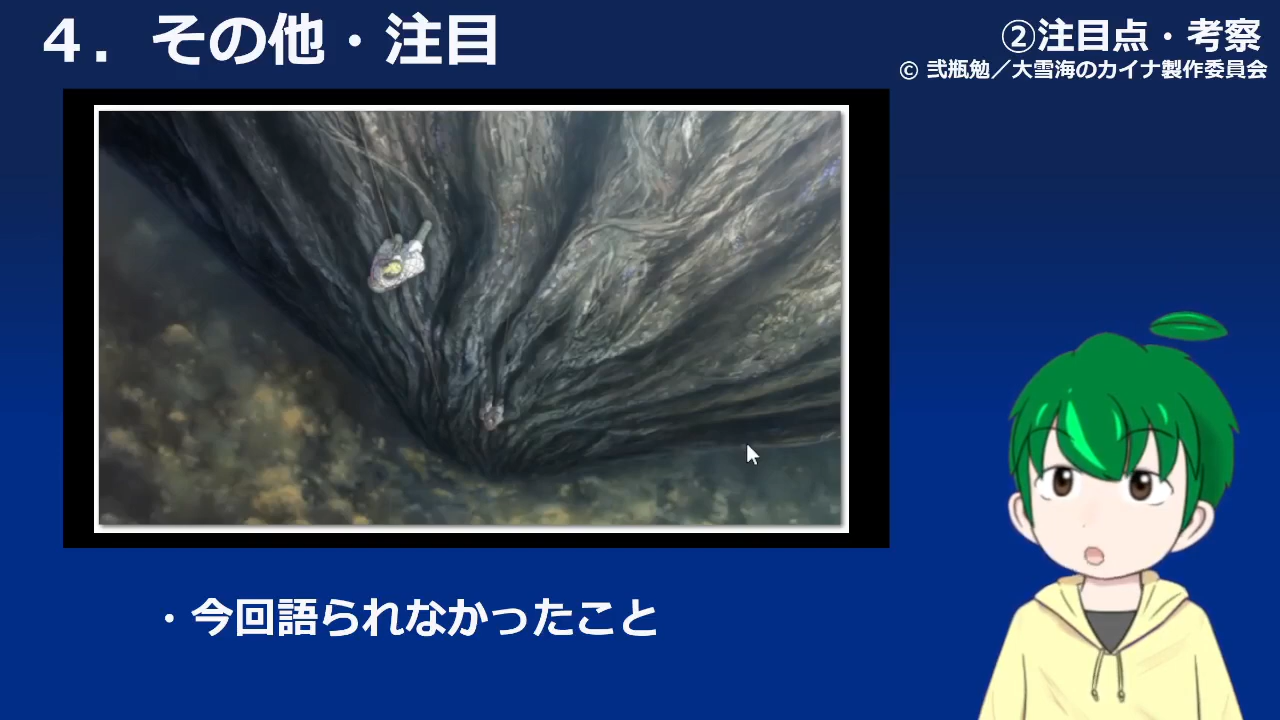 ４．その他・注目
②注目点・考察
© 弐瓶勉／大雪海のカイナ製作委員会
・今回語られなかったこと